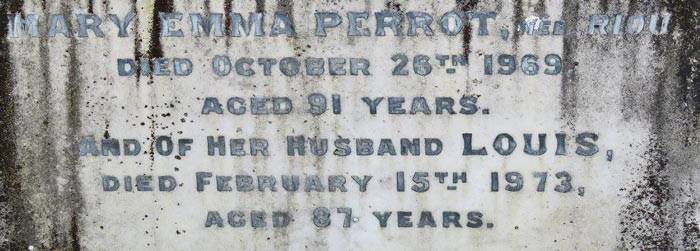 MARY EMMA PERROT, NÉE RIOU
DIED OCTOBER 26TH 1969,
AGED 91 YEARS.
AND OF HER HUSBAND LOUIS,
DIED FEBRUARY 15TH 1973,
AGED 87 YEARS.